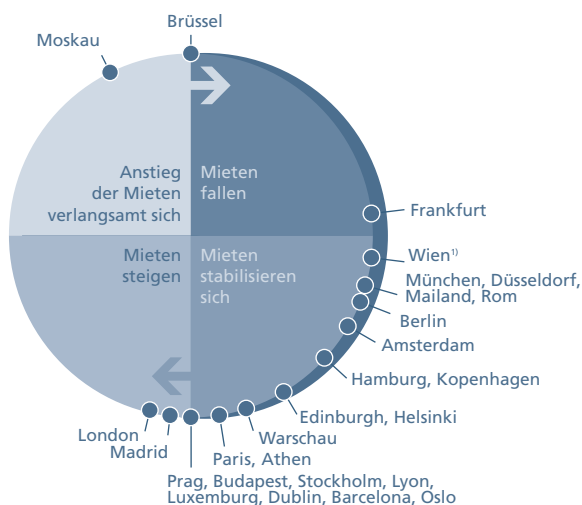 Brüssel
Moskau
Anstieg
der Mieten
verlangsamt sich
Mieten
fallen
Frankfurt
Mieten
steigen
Mieten
stabilisieren
sich
Wien¹⁾
München, Düsseldorf,
Mailand, Rom
Berlin
Amsterdam
Hamburg, Kopenhagen
Edinburgh, Helsinki
Warschau
Paris, Athen
London
Madrid
Prag, Budapest, Stockholm, Lyon,
Luxemburg, Dublin, Barcelona, Oslo